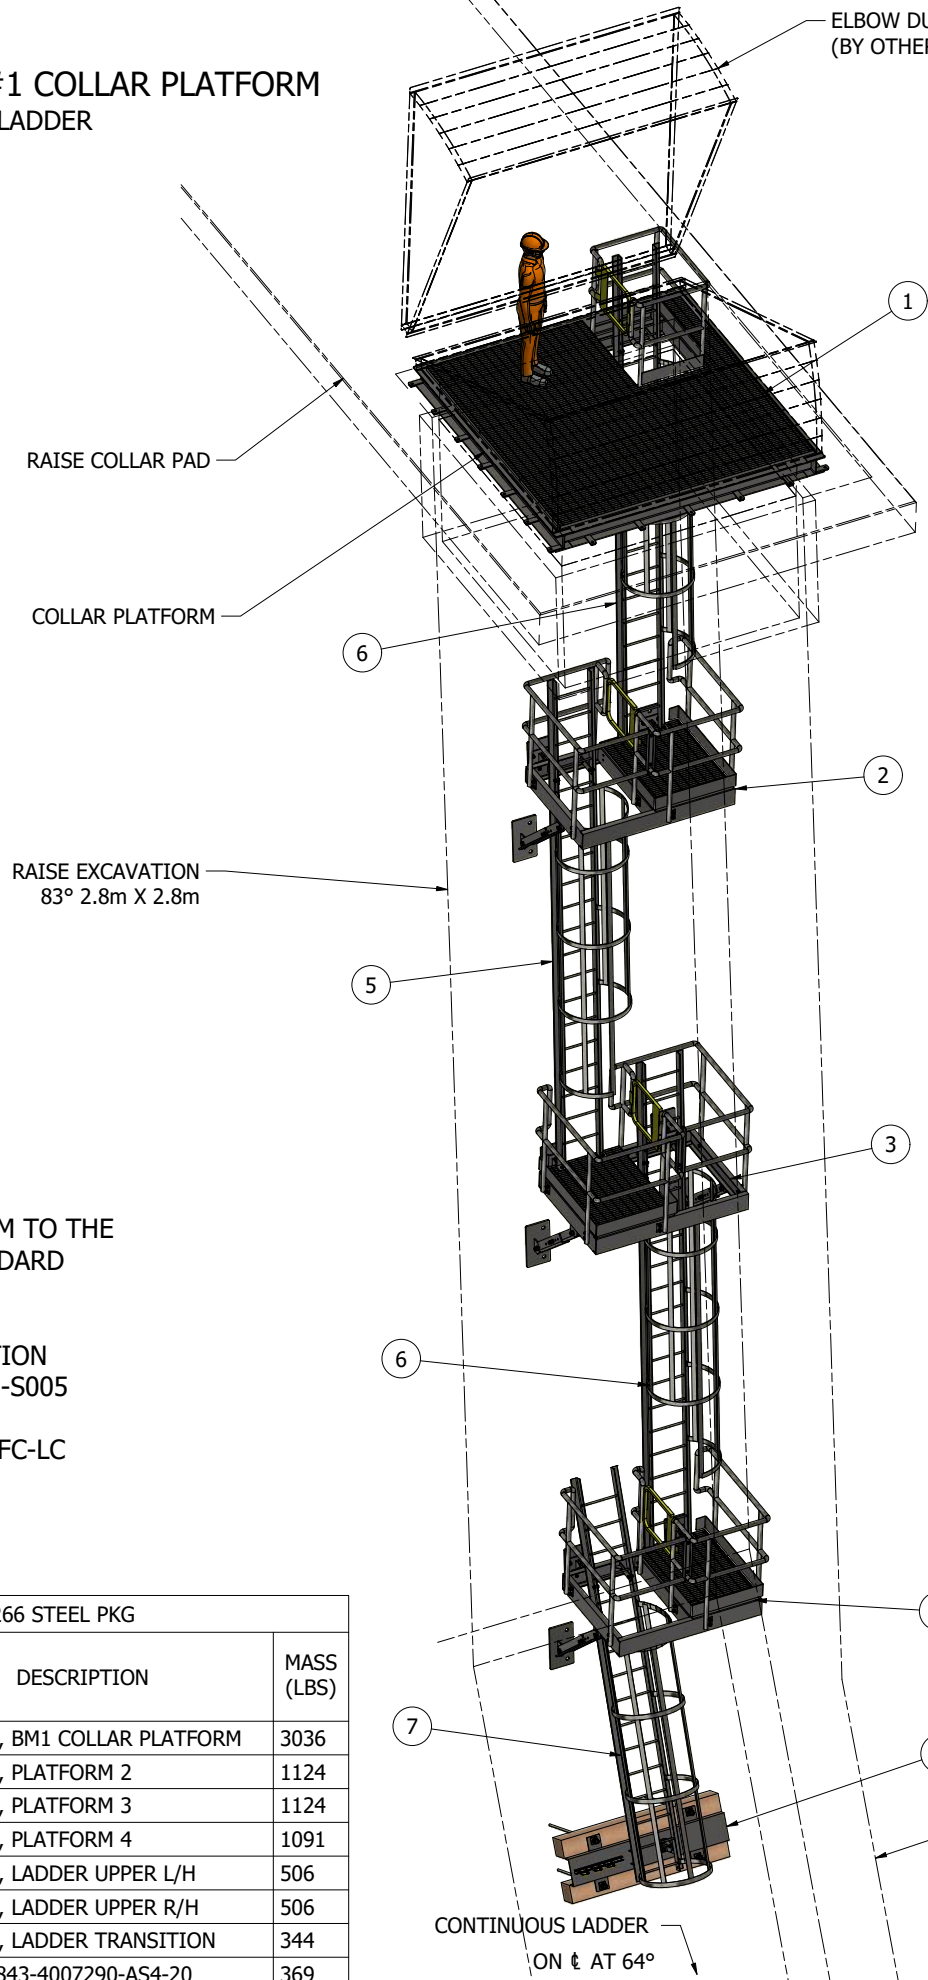 ELBOW DU
(BY OTHER
#1 COLLAR PLATFORM
LADDER
1
RAISE COLLAR PAD
COLLAR PLATFORM
6
2
RAISE EXCAVATION
83° 2.8m X 2.8m
5
3
M TO THE
DARD
TION
-S005
6
FC-LC
266 STEEL PKG
DESCRIPTION
MASS
(LBS)
, BM1 COLLAR PLATFORM 3036
, PLATFORM 2 1124
, PLATFORM 3 1124
, PLATFORM 4 1091
, LADDER UPPER L/H 506
, LADDER UPPER R/H 506
, LADDER TRANSITION 344
343-4007290-AS4-20 369
7
CONTINUOUS LADDER
ON ℄ AT 64°